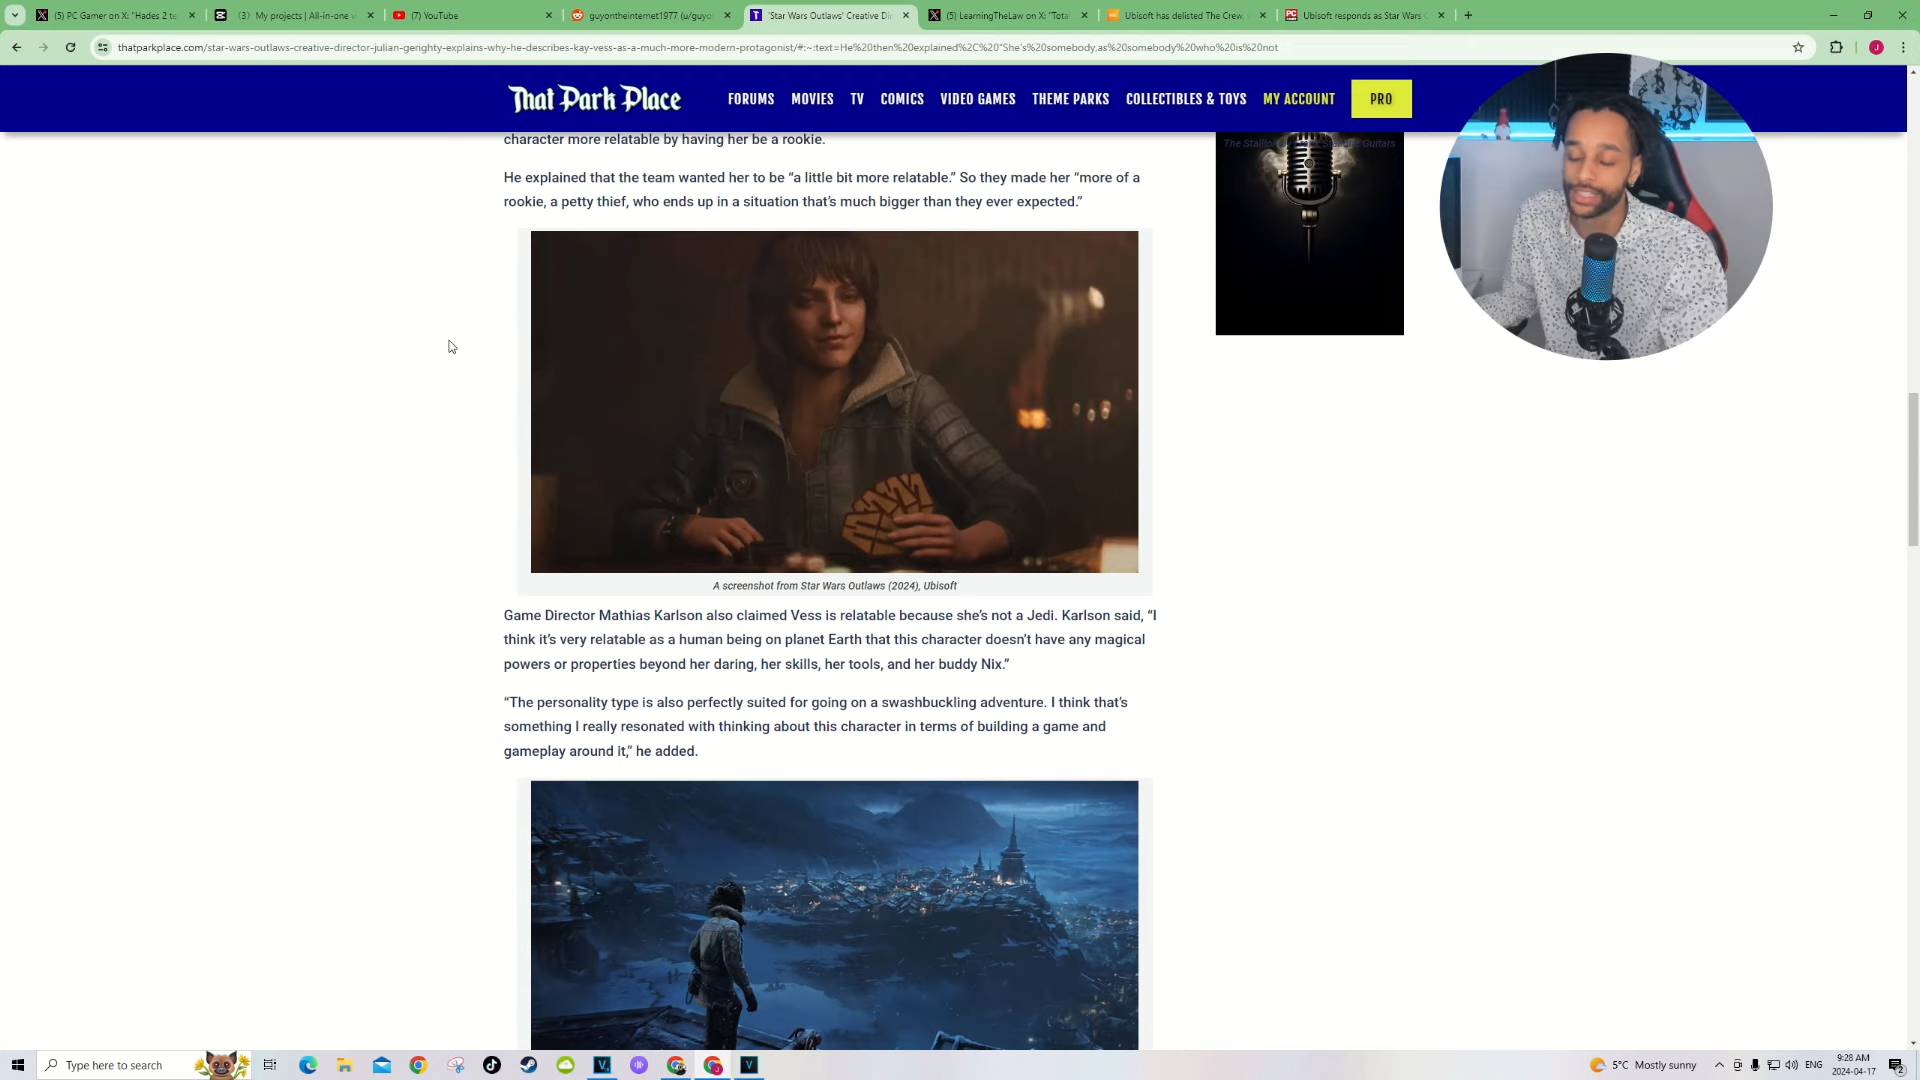 (5) PC Gamer on X: "Hades 2 te
(3) My projects | All-in-one vi
(7) YouTube
guyontheinternet1977 (u/guyor
'Star Wars Outlaws' Creative Dir
(5) LearningTheLaw on X: "Total
Ubisoft has delisted The Crew,
Ubisoft responds as Star Wars O
thatparkplace.com/star-wars-outlaws-creative-director-julian-gerighty-explains-why-he-describes-kay-vess-as-a-much-more-modern-protagonist/#:~:text=He%20then%20explained%2C%20"She's%20somebody,as%20somebody%20who%20is%20not
That Park Place
FORUMS MOVIES TV COMICS VIDEO GAMES THEME PARKS COLLECTIBLES & TOYS MY ACCOUNT PRO
character more relatable by having her be a rookie.
He explained that the team wanted her to be “a little bit more relatable.” So they made her “more of a
rookie, a petty thief, who ends up in a situation that’s much bigger than they ever expected.”
A screenshot from Star Wars Outlaws (2024), Ubisoft
Game Director Mathias Karlson also claimed Vess is relatable because she’s not a Jedi. Karlson said, “I
think it’s very relatable as a human being on planet Earth that this character doesn’t have any magical
powers or properties beyond her daring, her skills, her tools, and her buddy Nix.”
“The personality type is also perfectly suited for going on a swashbuckling adventure. I think that’s
something I really resonated with thinking about this character in terms of building a game and
gameplay around it,” he added.
Type here to search
5°C Mostly sunny
ENG
9:28 AM
2024-04-17